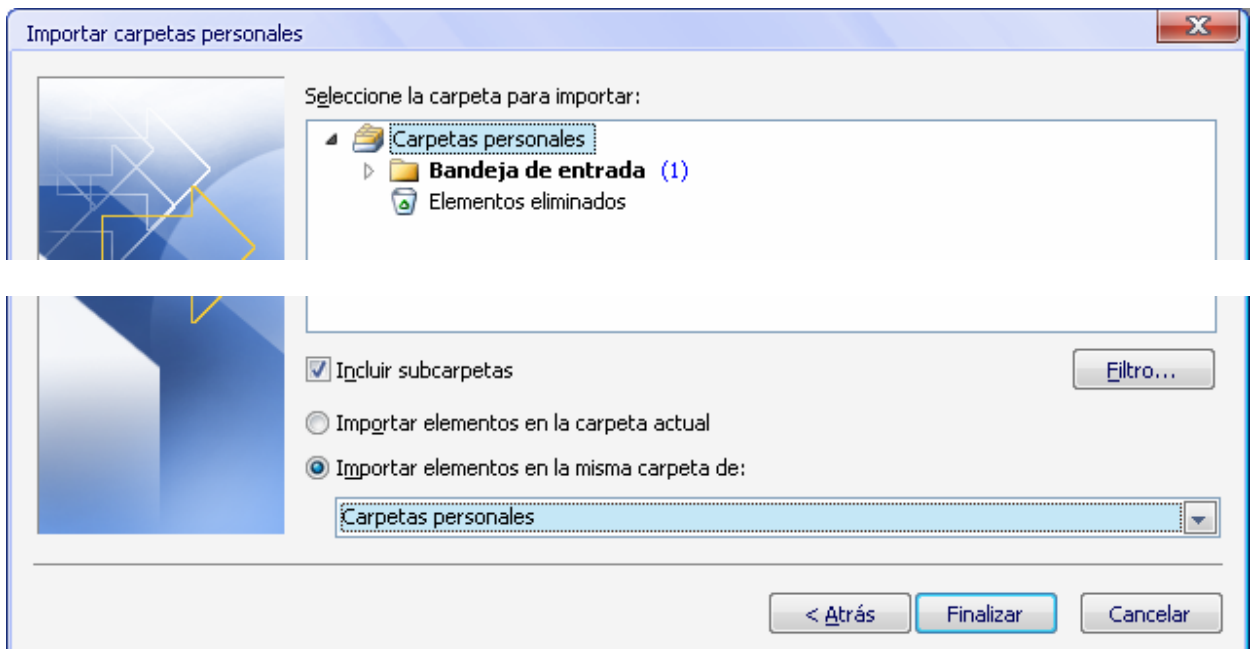 Importar carpetas personales
Seleccione la carpeta para importar:
Carpetas personales
Bandeja de entrada (1)
Elementos eliminados
Incluir subcarpetas
Filtro...
Importar elementos en la carpeta actual
Importar elementos en la misma carpeta de:
Carpetas personales
< Atrás
Finalizar
Cancelar